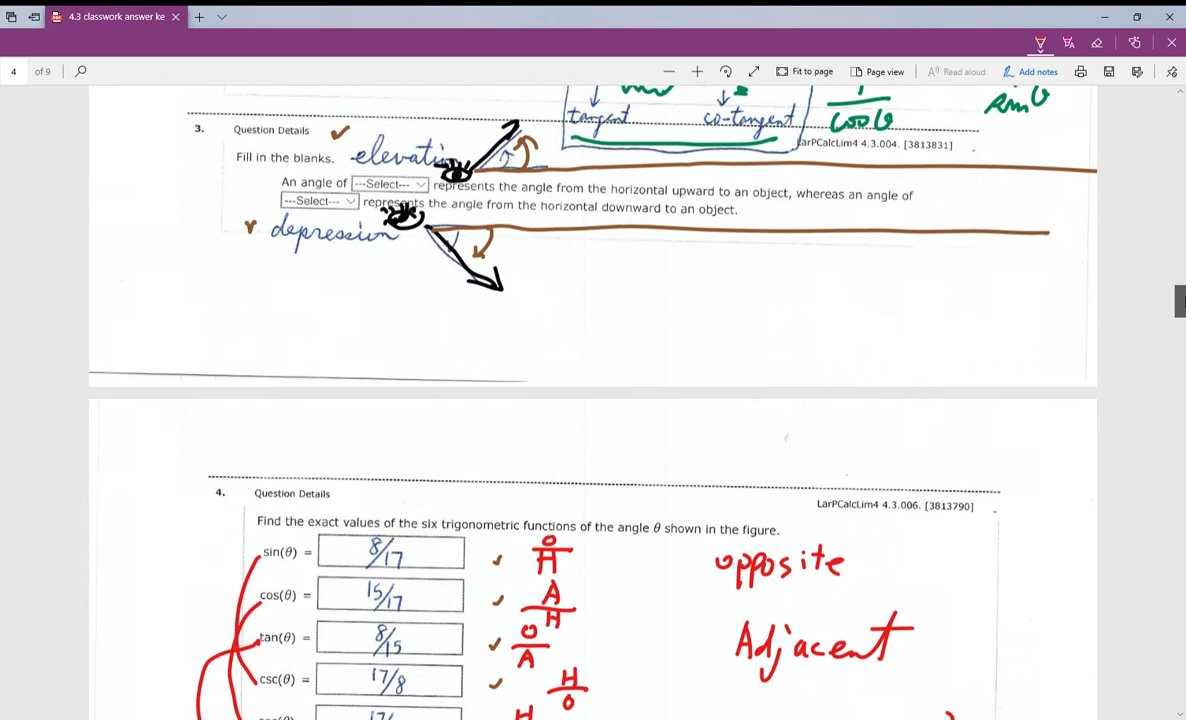 4.3 classwork answer ke
4 of 9
Fit to page
Page view
Read aloud
Add notes
tangent
co-tangent
cos θ
sin θ
3. Question Details
LarPCalcLim4 4.3.004. [3813831]
Fill in the blanks. elevation
An angle of ---Select--- represents the angle from the horizontal upward to an object, whereas an angle of
---Select--- represents the angle from the horizontal downward to an object.
depression
4. Question Details
LarPCalcLim4 4.3.006. [3813790]
Find the exact values of the six trigonometric functions of the angle θ shown in the figure.
sin(θ) = 8/17 O/H
opposite
cos(θ) = 15/17 A/H
tan(θ) = 8/15 O/A
Adjacent
csc(θ) = 17/8 H/O
H